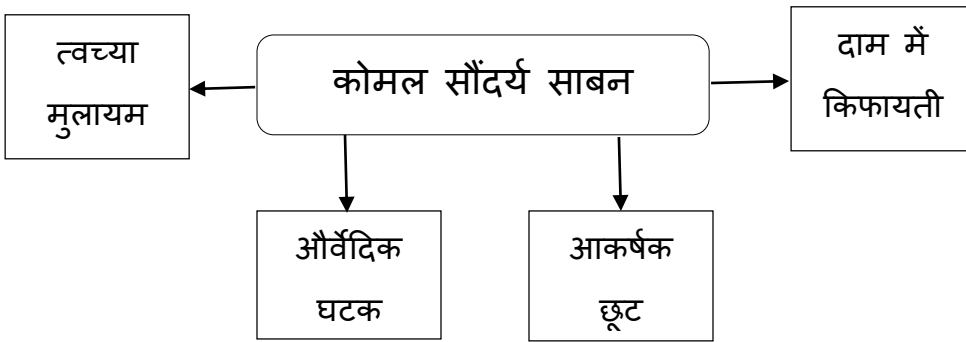 त्वच्या
मुलायम
कोमल सौंदर्य साबन
दाम में
किफायती
और्वेदिक
घटक
आकर्षक
छूट